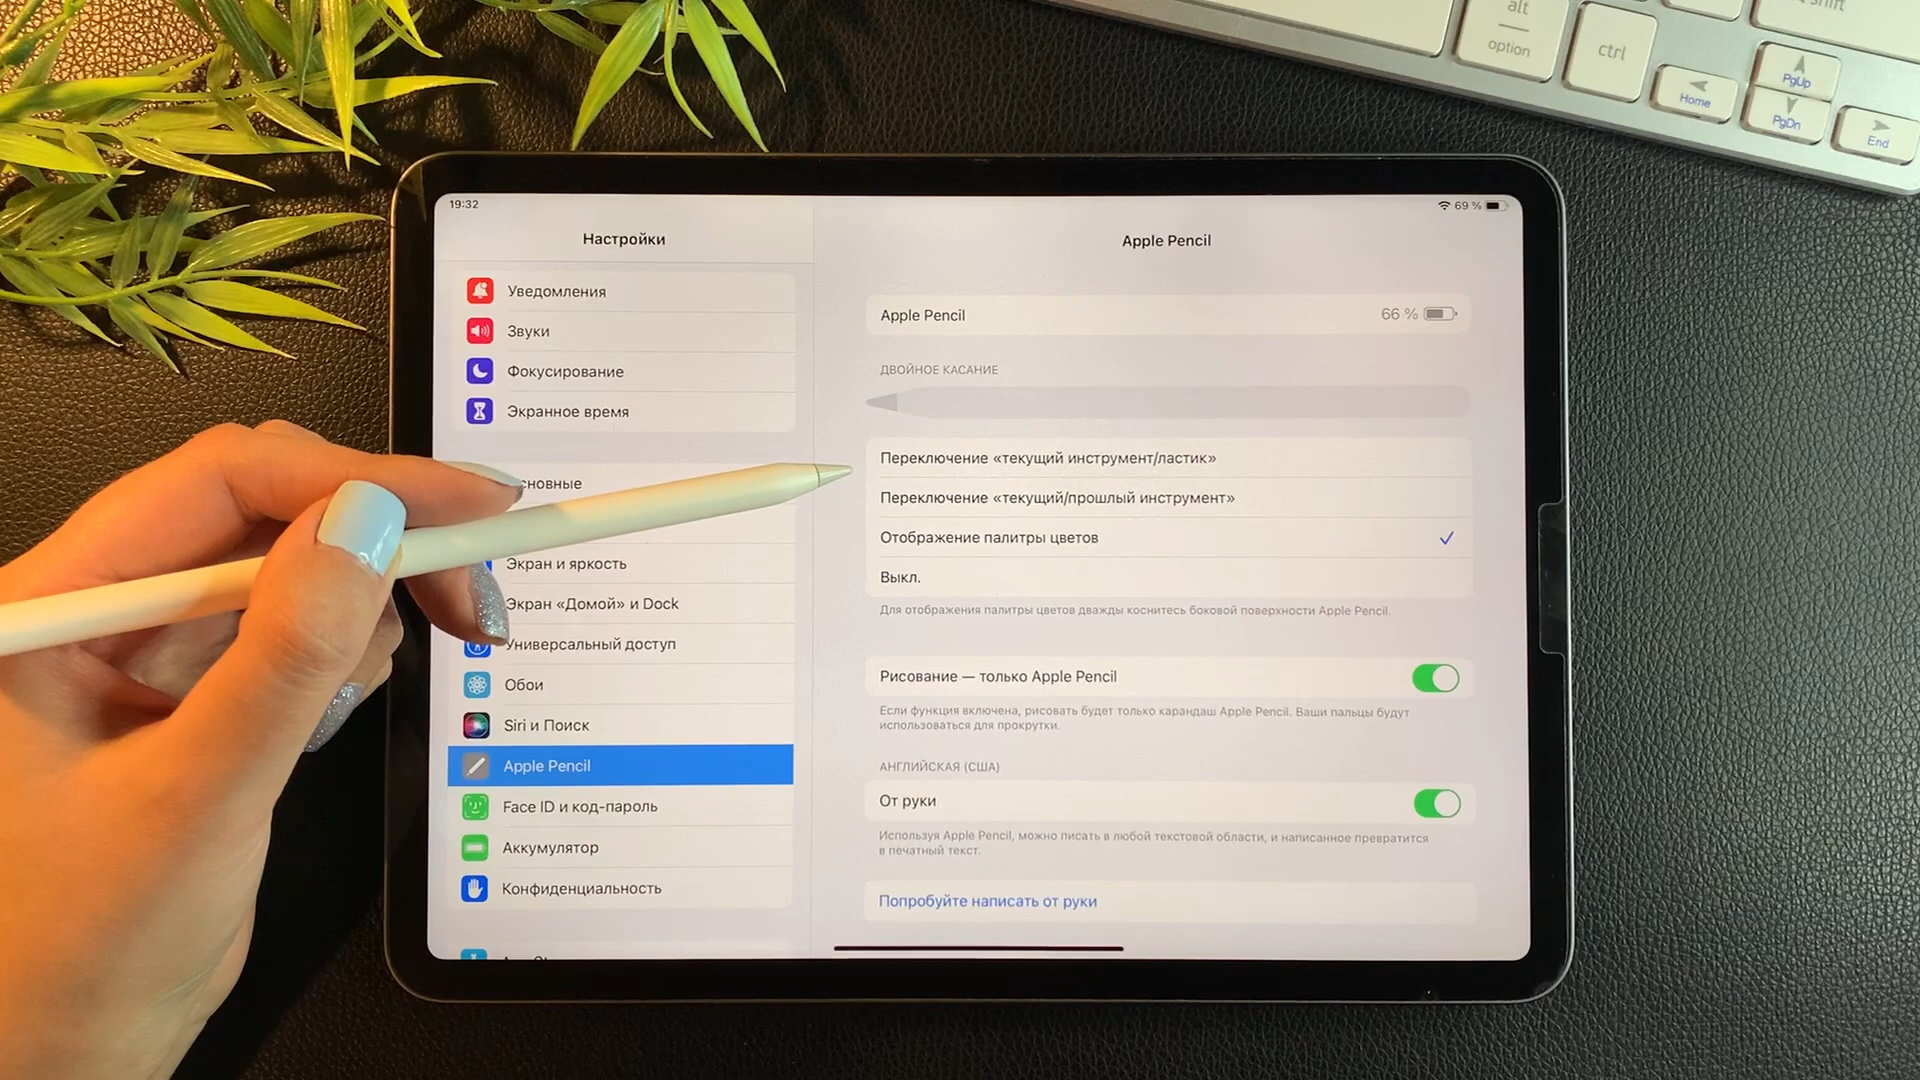 alt
option
ctrl
shift
Home
PgUp
PgDn
End
19:32
69 %
Настройки
Уведомления
Звуки
Фокусирование
Экранное время
сновные
Экран и яркость
Экран «Домой» и Dock
Универсальный доступ
Обои
Siri и Поиск
Apple Pencil
Face ID и код-пароль
Аккумулятор
Конфиденциальность
Apple Pencil
Apple Pencil
66 %
ДВОЙНОЕ КАСАНИЕ
Переключение «текущий инструмент/ластик»
Переключение «текущий/прошлый инструмент»
Отображение палитры цветов
Выкл.
Для отображения палитры цветов дважды коснитесь боковой поверхности Apple Pencil.
Рисование — только Apple Pencil
Если функция включена, рисовать будет только карандаш Apple Pencil. Ваши пальцы будут
использоваться для прокрутки.
АНГЛИЙСКАЯ (США)
От руки
Используя Apple Pencil, можно писать в любой текстовой области, и написанное превратится
в печатный текст.
Попробуйте написать от руки